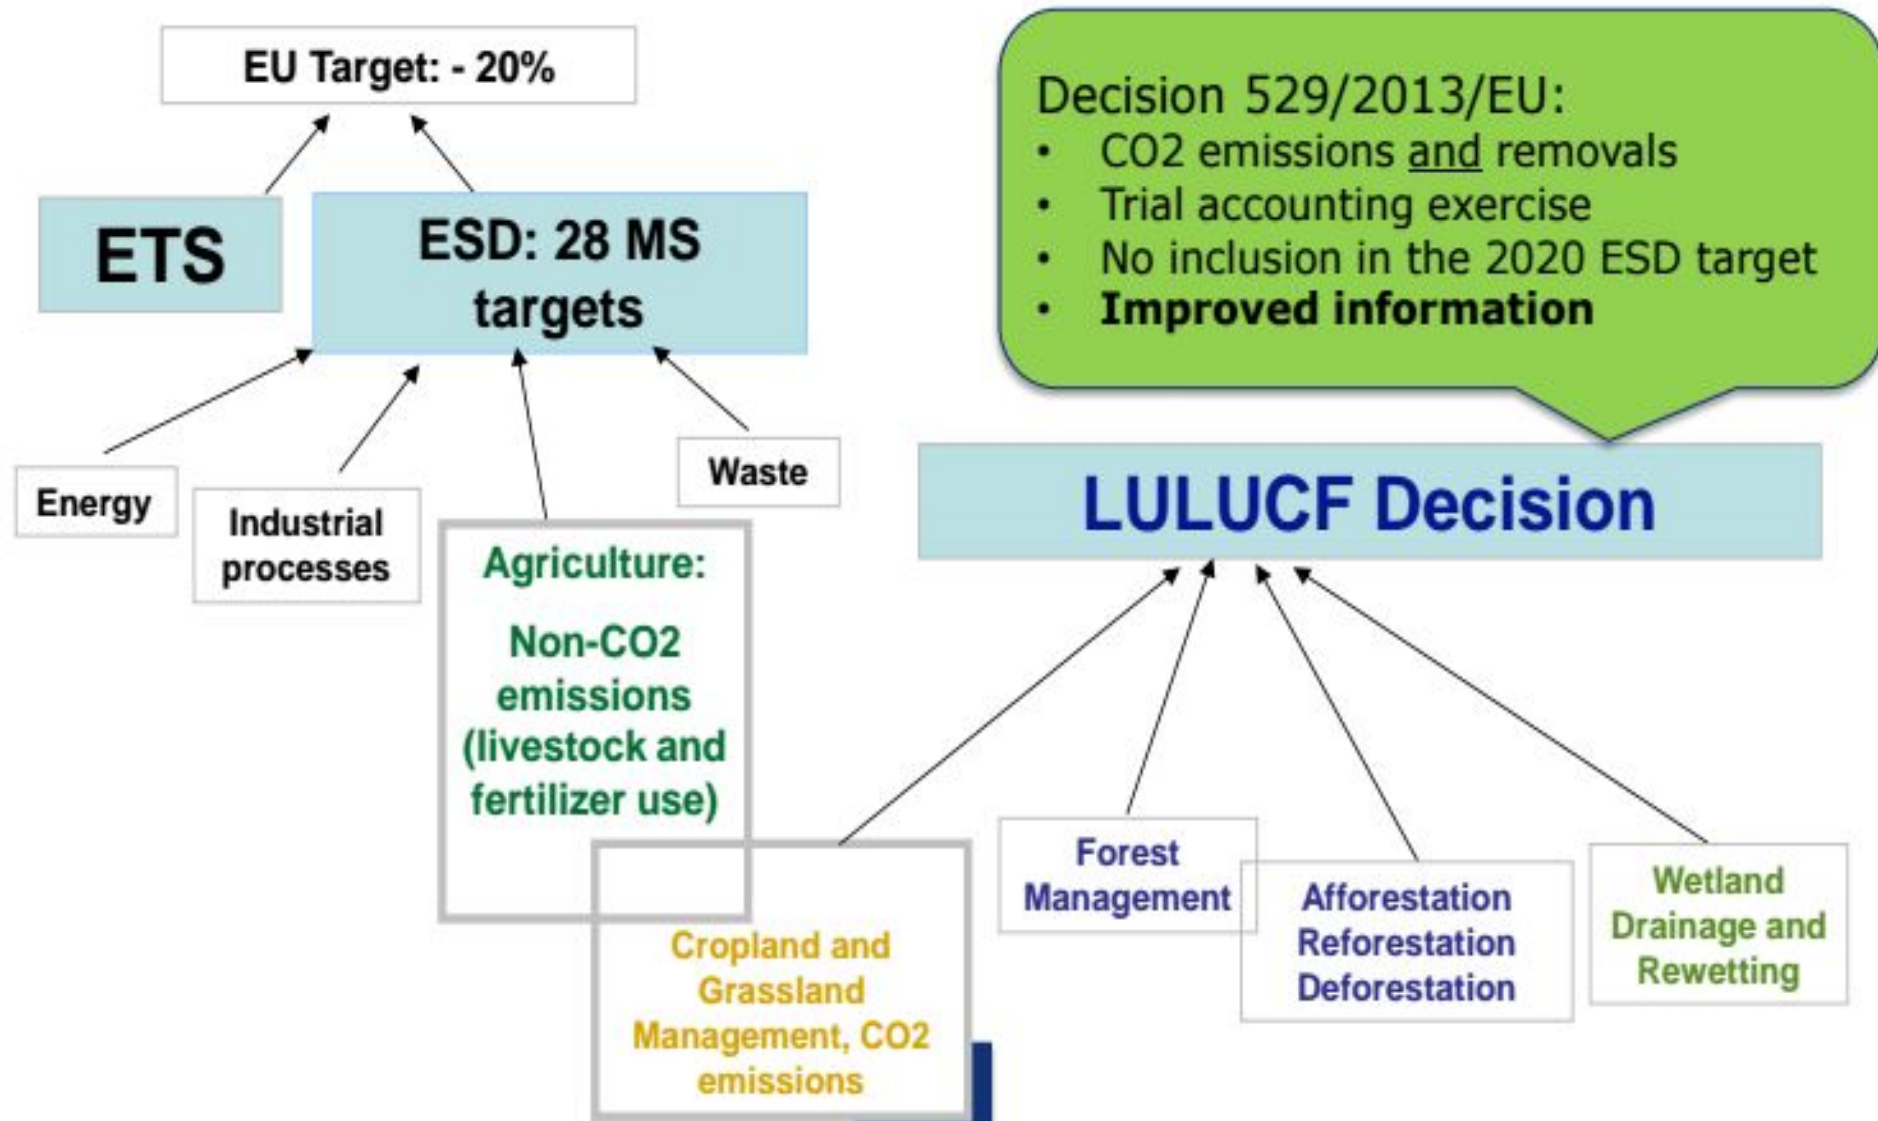 EU Target: - 20%
Decision 529/2013/EU:
• CO2 emissions and removals
• Trial accounting exercise
• No inclusion in the 2020 ESD target
• Improved information
ETS
ESD: 28 MS
targets
Energy
Industrial
processes
Waste
LULUCF Decision
Agriculture:
Non-CO2
emissions
(livestock and
fertilizer use)
Cropland and
Grassland
Management, CO2
emissions
Forest
Management
Afforestation
Reforestation
Deforestation
Wetland
Drainage and
Rewetting